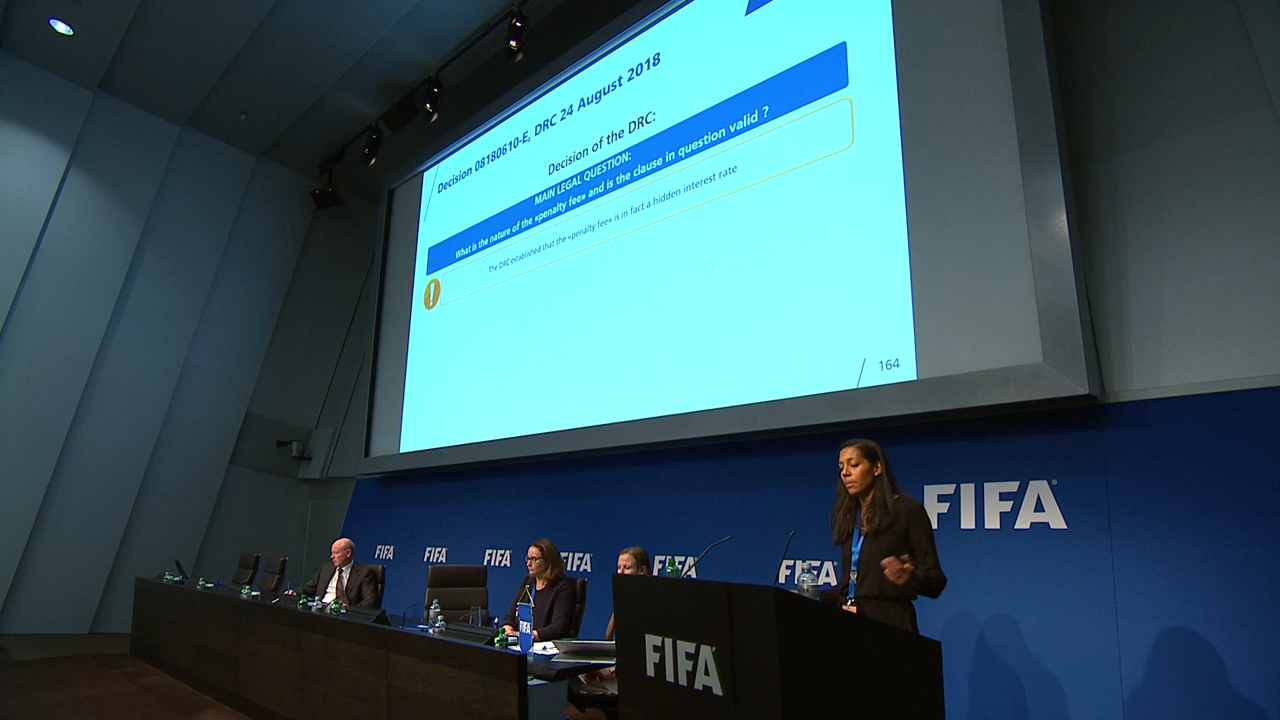 Decision 08180610-E, DRC 24 August 2018
Decision of the DRC:
MAIN LEGAL QUESTION:
What is the nature of the «penalty fee» and is the clause in question valid ?
The DRC established that the «penalty fee» is in fact a hidden interest rate
164
FIFA
FIFA
FIFA
FIFA
FIFA
FIFA
FIFA
FIFA
FIFA